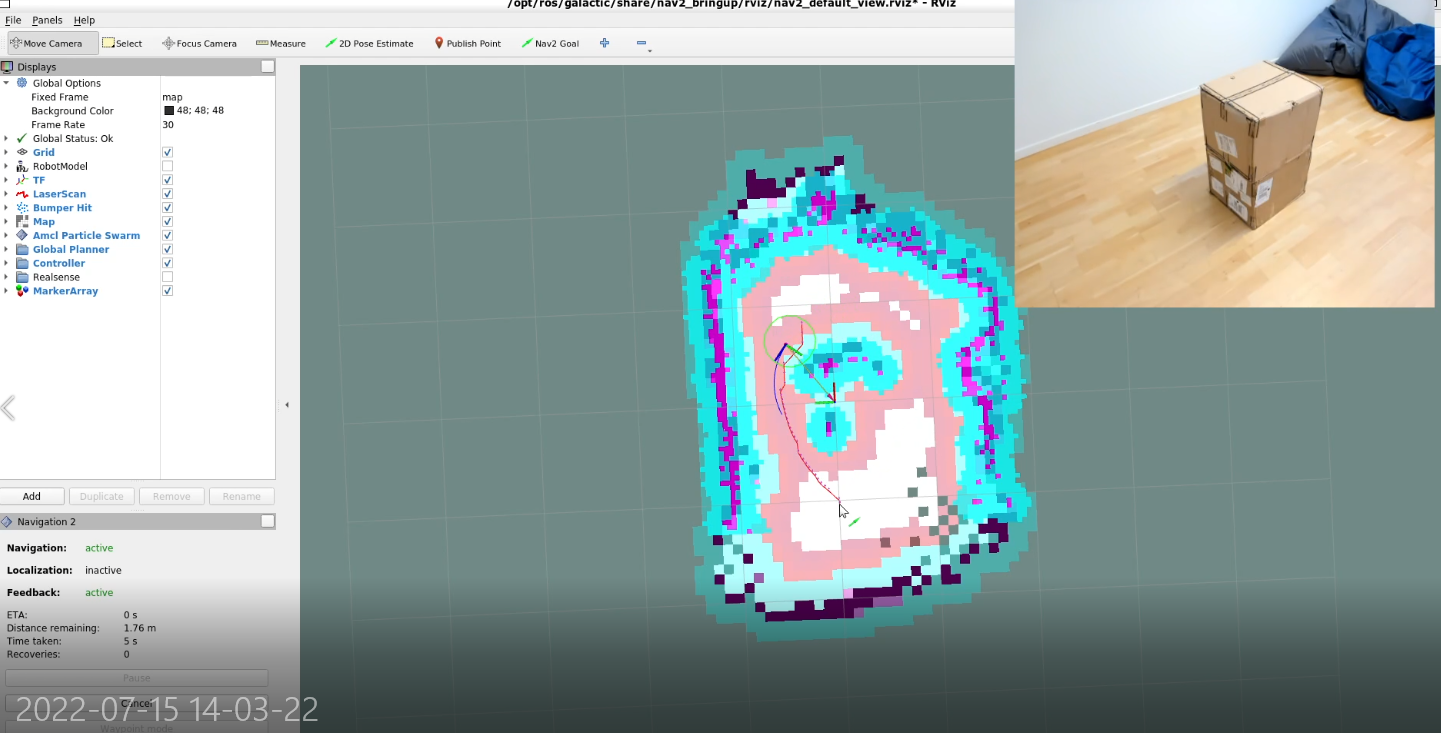 /opt/ros/galactic/share/nav2_bringup/rviz/nav2_default_view.rviz* - RViz
File Panels Help
Move Camera Select Focus Camera Measure 2D Pose Estimate Publish Point Nav2 Goal
Displays
Global Options
Fixed Frame map
Background Color 48; 48; 48
Frame Rate 30
Global Status: Ok
Grid
RobotModel
TF
LaserScan
Bumper Hit
Map
Amcl Particle Swarm
Global Planner
Controller
Realsense
MarkerArray
Add Duplicate Remove Rename
Navigation 2
Navigation: active
Localization: inactive
Feedback: active
ETA: 0 s
Distance remaining: 1.76 m
Time taken: 5 s
Recoveries: 0
Pause
Cancel
2022-07-15 14-03-22
Waypoint mode